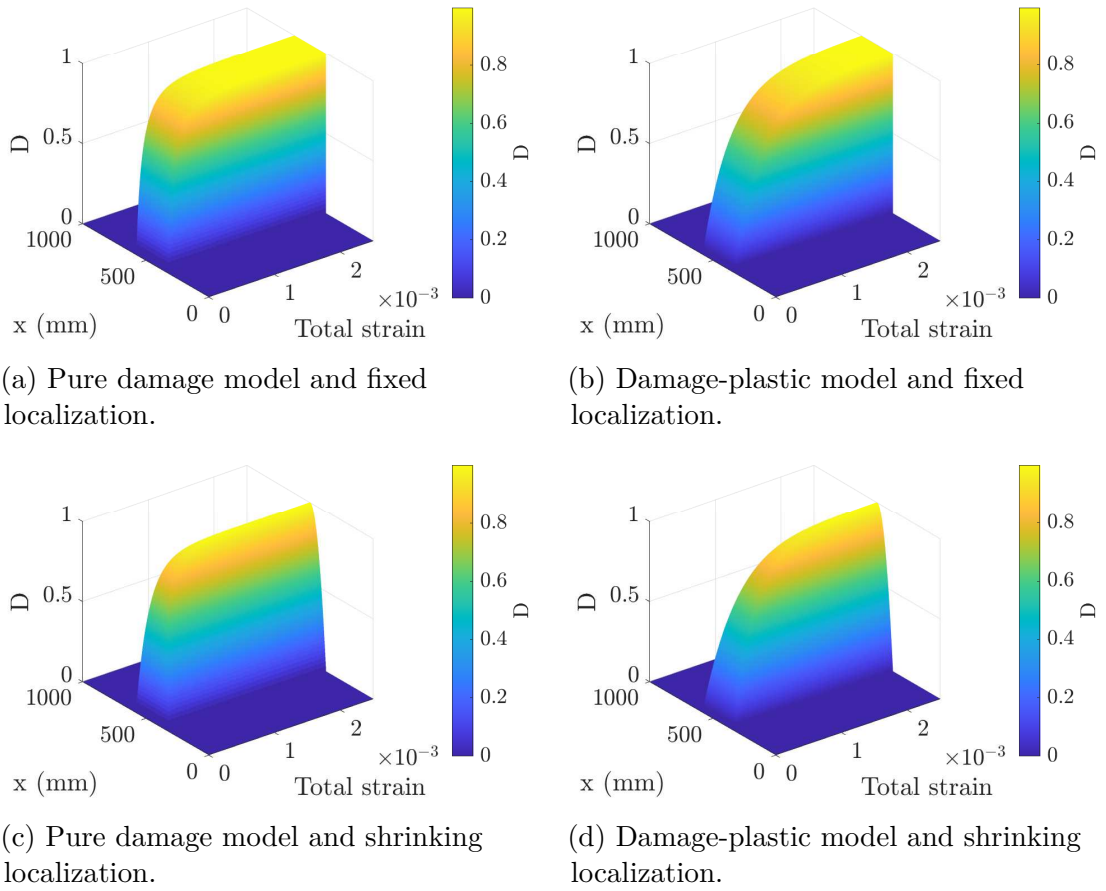 1
0.5
0
D
1000
500
0
x (mm)
0
1
2
×10⁻³
Total strain
0.8
0.6
0.4
0.2
0
D
(a) Pure damage model and fixed
localization.
1
0.5
0
D
1000
500
0
x (mm)
0
1
2
×10⁻³
Total strain
0.8
0.6
0.4
0.2
0
D
(b) Damage-plastic model and fixed
localization.
1
0.5
0
D
1000
500
0
x (mm)
0
1
2
×10⁻³
Total strain
0.8
0.6
0.4
0.2
0
D
(c) Pure damage model and shrinking
localization.
1
0.5
0
D
1000
500
0
x (mm)
0
1
2
×10⁻³
Total strain
0.8
0.6
0.4
0.2
0
D
(d) Damage-plastic model and shrinking
localization.